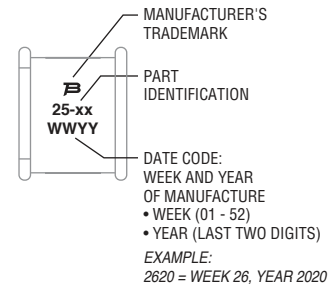 MANUFACTURER'S
TRADEMARK
PART
IDENTIFICATION
25-xx
WWYY
DATE CODE:
WEEK AND YEAR
OF MANUFACTURE
• WEEK (01 - 52)
• YEAR (LAST TWO DIGITS)
EXAMPLE:
2620 = WEEK 26, YEAR 2020